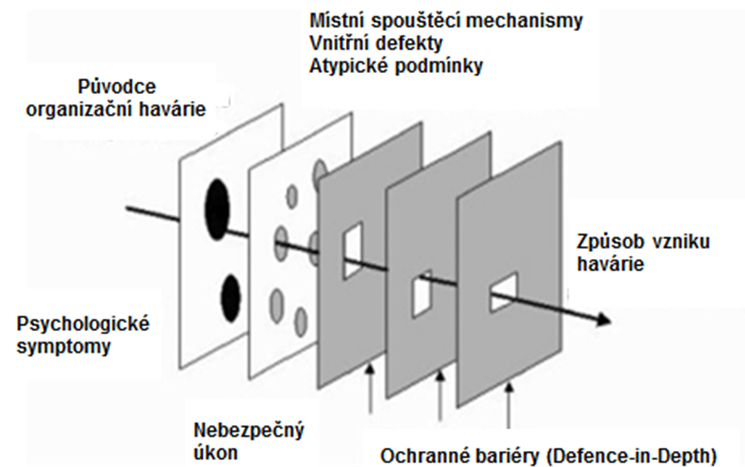 Místní spouštěcí mechanismy
Vnitřní defekty
Atypické podmínky
Původce
organizační havárie
Způsob vzniku
havárie
Psychologické
symptomy
Nebezpečný
úkon
Ochranné bariéry (Defence-in-Depth)